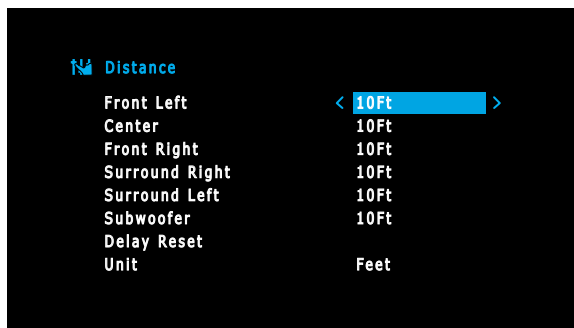 Distance
Front Left < 10Ft >
Center 10Ft
Front Right 10Ft
Surround Right 10Ft
Surround Left 10Ft
Subwoofer 10Ft
Delay Reset
Unit Feet